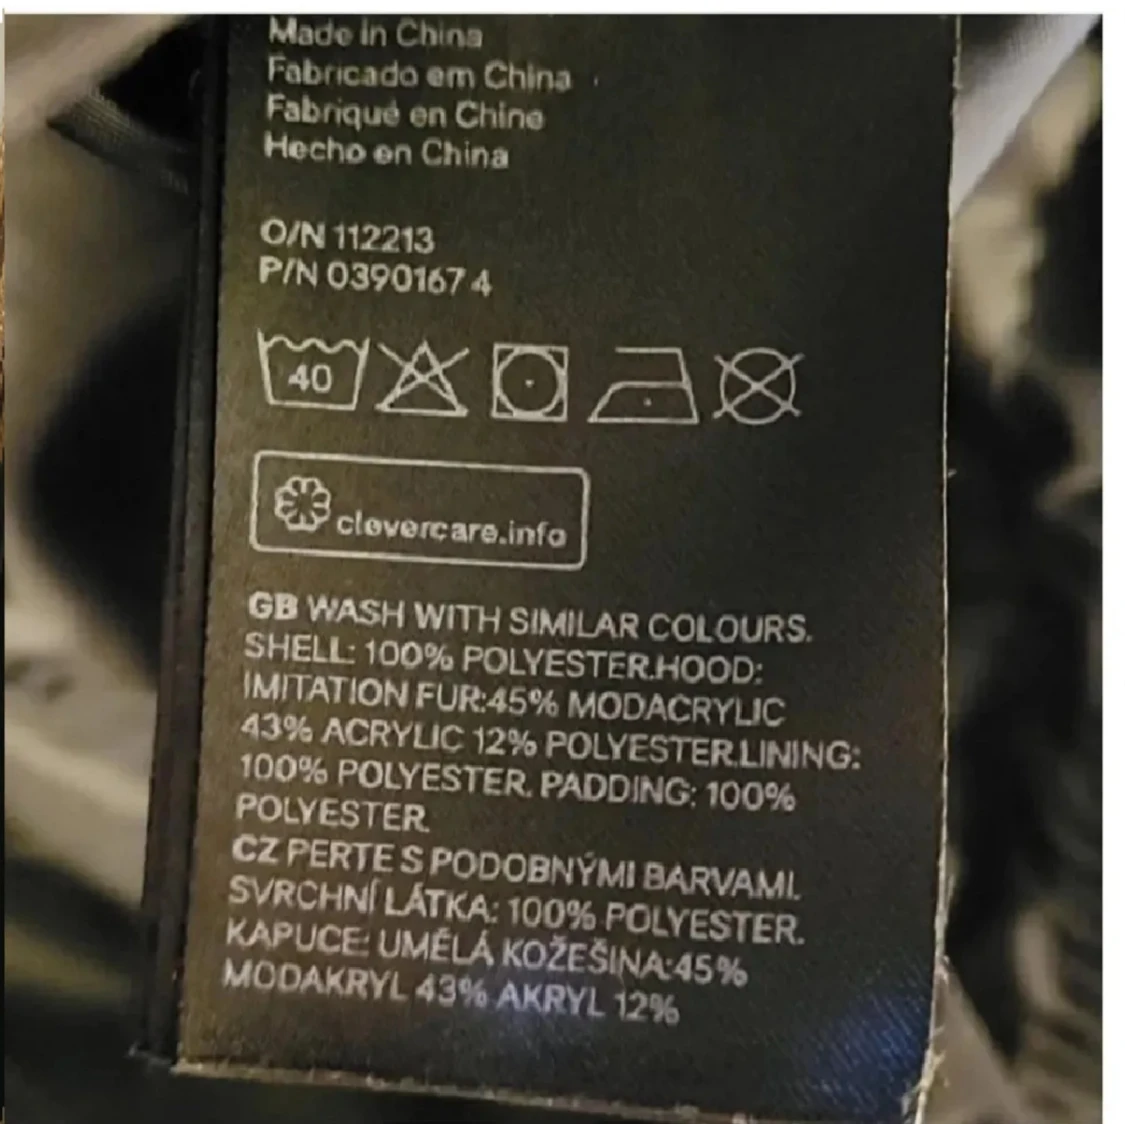 Made in China
Fabricado em China
Fabriqué en Chine
Hecho en China
O/N 112213
P/N 0390167 4
40
clevercare.info
GB WASH WITH SIMILAR COLOURS.
SHELL: 100% POLYESTER.HOOD:
IMITATION FUR:45% MODACRYLIC
43% ACRYLIC 12% POLYESTER.LINING:
100% POLYESTER. PADDING: 100%
POLYESTER.
CZ PERTE S PODOBNÝMI BARVAMI.
SVRCHNÍ LÁTKA: 100% POLYESTER.
KAPUCE: UMĚLÁ KOŽEŠINA:45%
MODAKRYL 43% AKRYL 12%